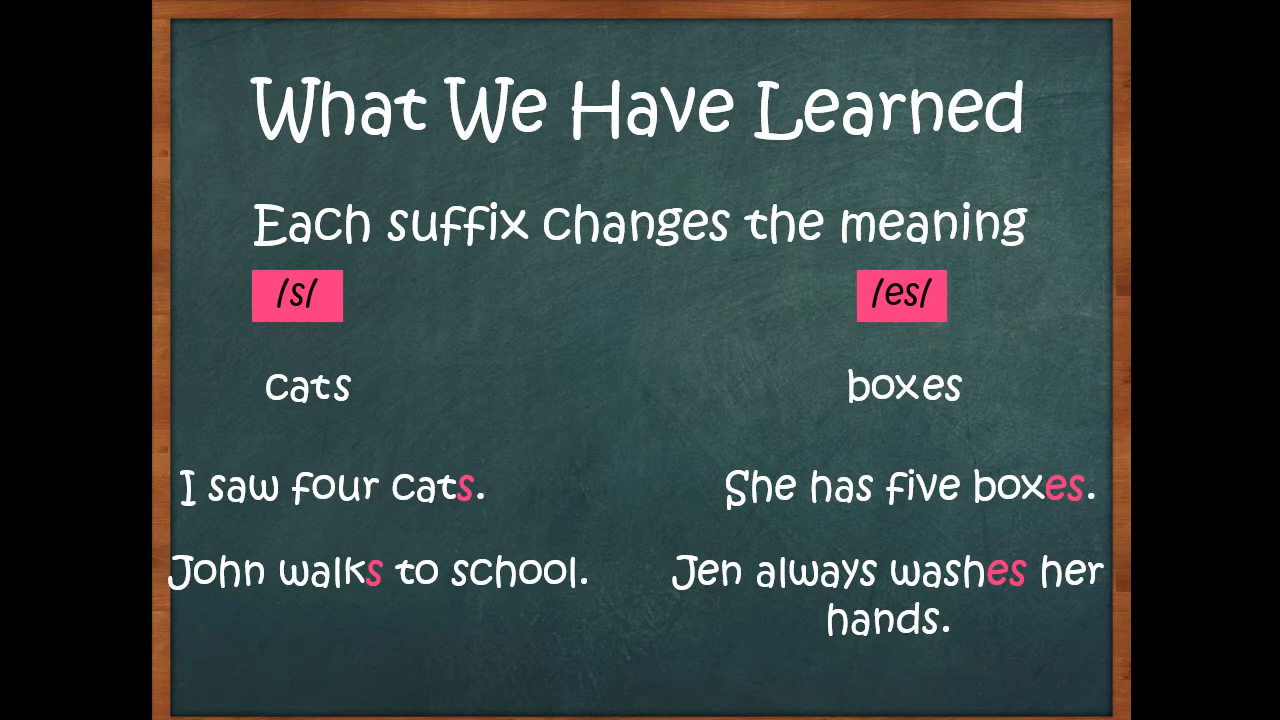 What We Have Learned
Each suffix changes the meaning
/s/
/es/
cats
boxes
I saw four cats.
She has five boxes.
John walks to school.
Jen always washes her
hands.